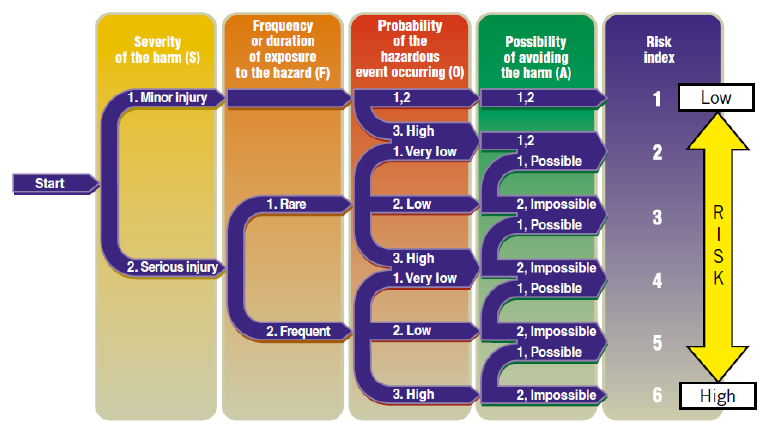 Severity
of the harm (S)
Frequency
or duration
of exposure
to the hazard (F)
Probability
of the
hazardous
event occurring (O)
Possibility
of avoiding
the harm (A)
Risk
index
Start
1. Minor injury
2. Serious injury
1. Rare
2. Frequent
1,2
3. High
1. Very low
2. Low
3. High
1. Very low
2. Low
3. High
1,2
1,2
1, Possible
2, Impossible
1, Possible
2, Impossible
1, Possible
2, Impossible
1, Possible
2, Impossible
1
2
3
4
5
6
Low
R
I
S
K
High